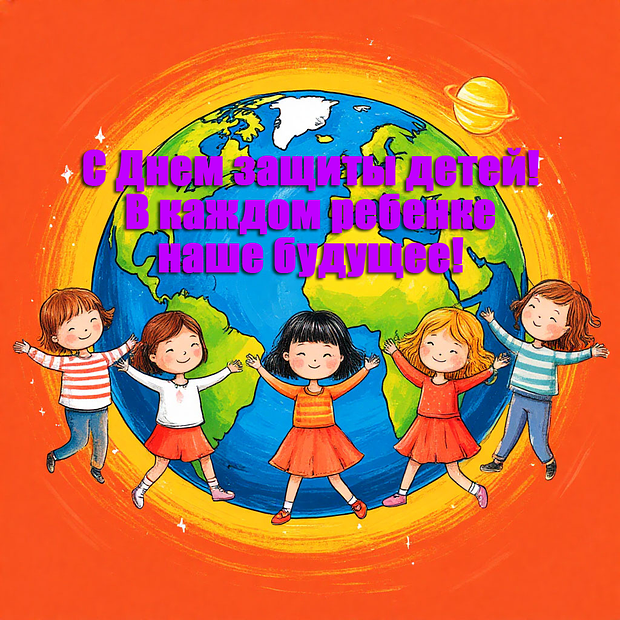 С Днем защиты детей!
В каждом ребенке
наше будущее!